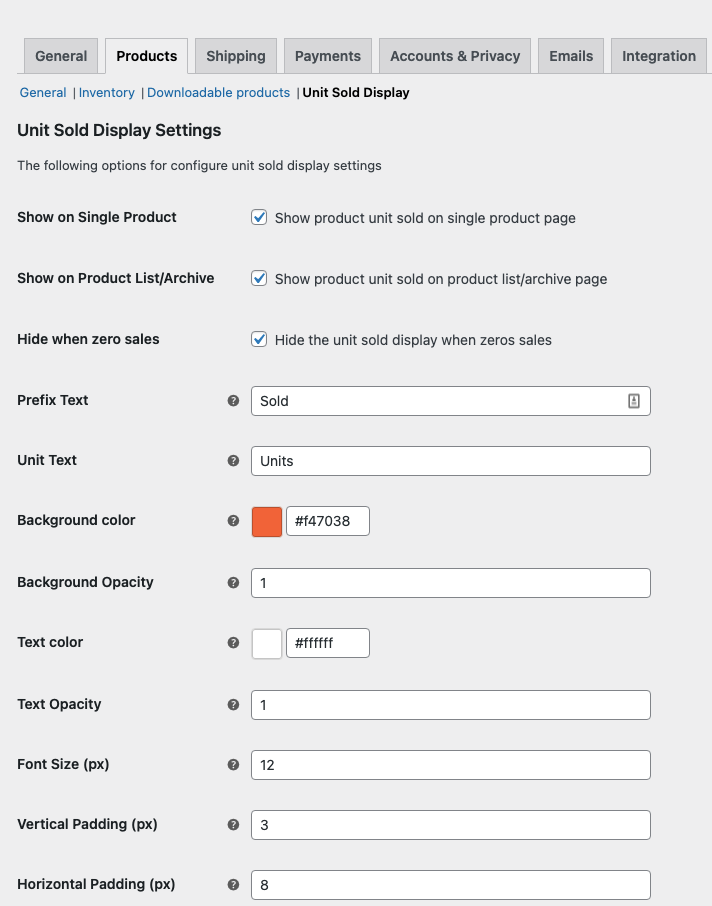 General Products Shipping Payments Accounts & Privacy Emails Integration
General | Inventory | Downloadable products | Unit Sold Display
Unit Sold Display Settings
The following options for configure unit sold display settings
Show on Single Product Show product unit sold on single product page
Show on Product List/Archive Show product unit sold on product list/archive page
Hide when zero sales Hide the unit sold display when zeros sales
Prefix Text ? Sold
Unit Text ? Units
Background color ? #f47038
Background Opacity ? 1
Text color ? #ffffff
Text Opacity ? 1
Font Size (px) ? 12
Vertical Padding (px) ? 3
Horizontal Padding (px) ? 8